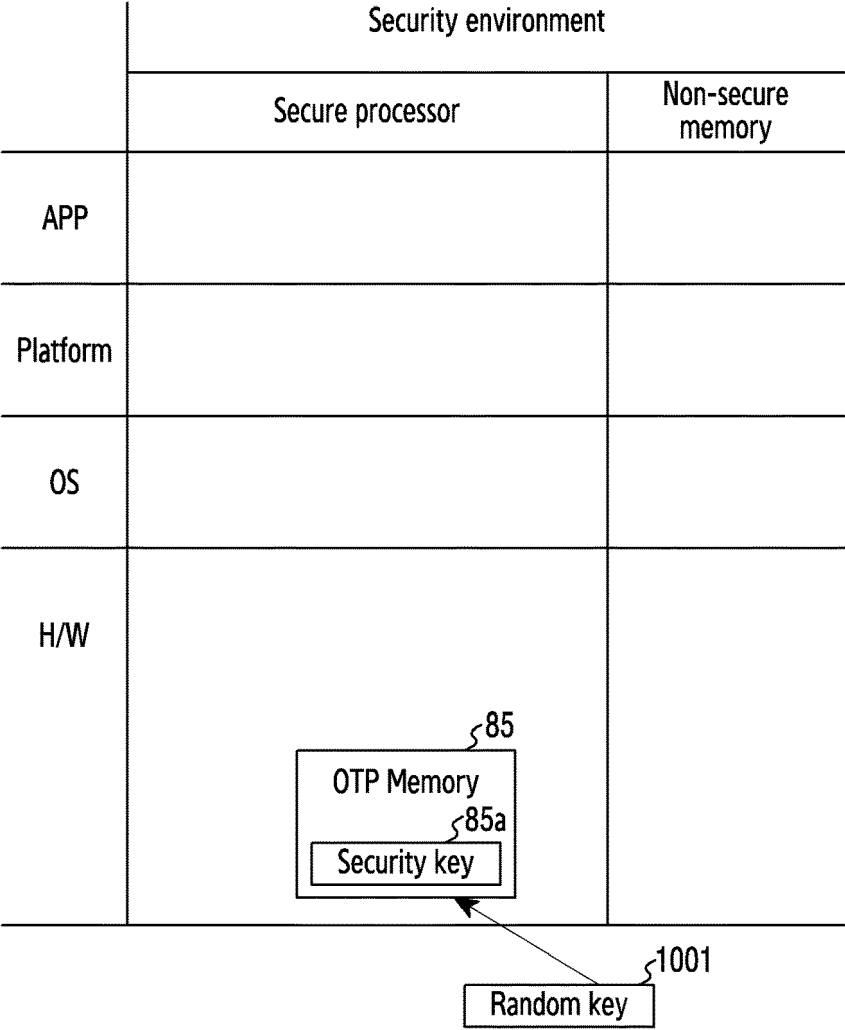 Security environment
Secure processor
Non-secure
memory
APP
Platform
OS
H/W
85
OTP Memory
85a
Security key
1001
Random key